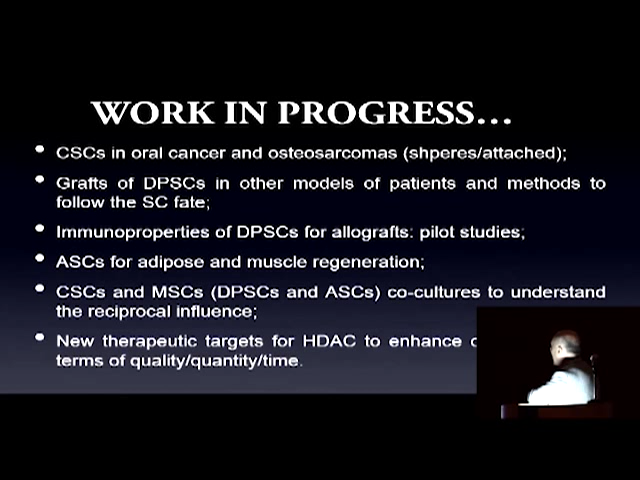 WORK IN PROGRESS...
• CSCs in oral cancer and osteosarcomas (shperes/attached);
• Grafts of DPSCs in other models of patients and methods to
follow the SC fate;
• Immunoproperties of DPSCs for allografts: pilot studies;
• ASCs for adipose and muscle regeneration;
• CSCs and MSCs (DPSCs and ASCs) co-cultures to understand
the reciprocal influence;
• New therapeutic targets for HDAC to enhance
terms of quality/quantity/time.